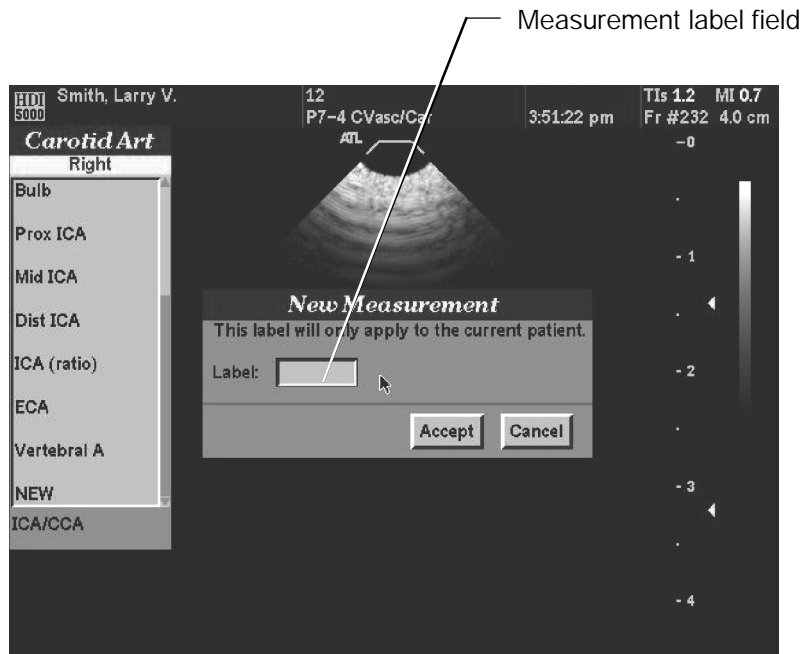 Measurement label field
HDI 5000
Smith, Larry V.
12
P7-4 CVasc/Car
3:51:22 pm
TIs 1.2 MI 0.7
Fr #232 4.0 cm
Carotid Art
Right
Bulb
Prox ICA
Mid ICA
Dist ICA
ICA (ratio)
ECA
Vertebral A
NEW
ICA/CCA
ATL
New Measurement
This label will only apply to the current patient.
Label:
Accept Cancel
-0
- 1
- 2
- 3
- 4